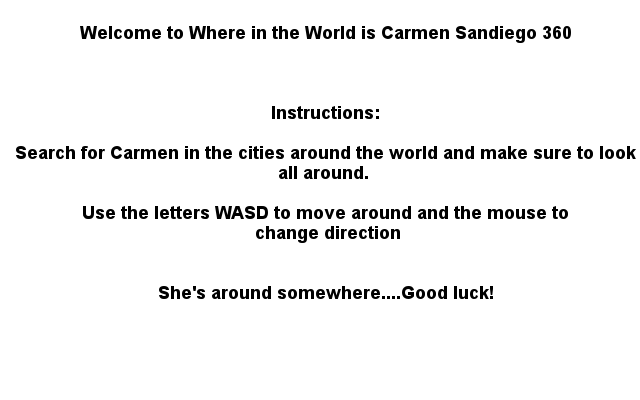 Welcome to Where in the World is Carmen Sandiego 360
Instructions:
Search for Carmen in the cities around the world and make sure to look
all around.
Use the letters WASD to move around and the mouse to
change direction
She's around somewhere....Good luck!